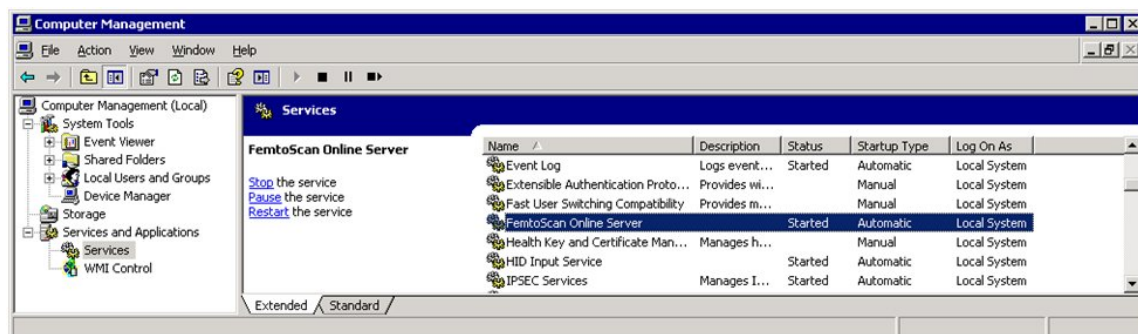 Computer Management
File Action View Window Help
Computer Management (Local)
System Tools
Event Viewer
Shared Folders
Local Users and Groups
Device Manager
Storage
Services and Applications
Services
WMI Control
Services
FemtoScan Online Server
Stop the service
Pause the service
Restart the service
Name Description Status Startup Type Log On As
Event Log Logs event... Started Automatic Local System
Extensible Authentication Proto... Provides wi... Manual Local System
Fast User Switching Compatibility Provides m... Manual Local System
FemtoScan Online Server Started Automatic Local System
Health Key and Certificate Man... Manages h... Manual Local System
HID Input Service Started Automatic Local System
IPSEC Services Manages I... Started Automatic Local System
Extended Standard